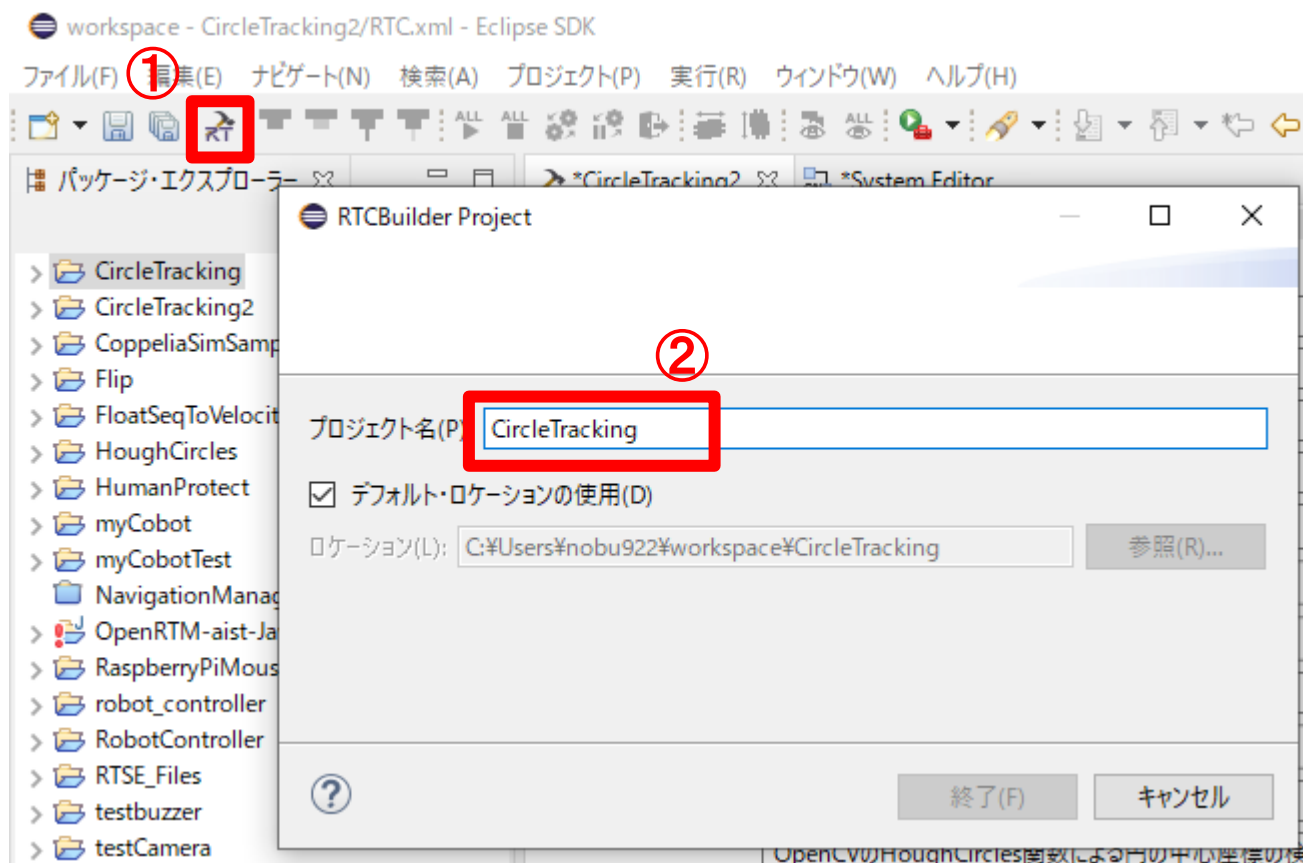 workspace - CircleTracking2/RTC.xml - Eclipse SDK
①
ファイル(F) 編集(E) ナビゲート(N) 検索(A) プロジェクト(P) 実行(R) ウィンドウ(W) ヘルプ(H)
RT ALL ALL ALL
パッケージ・エクスプローラー *CircleTracking2 *System Editor
RTCBuilder Project
CircleTracking
CircleTracking2
CoppeliaSimSamp
Flip
FloatSeqToVelocit
HoughCircles
HumanProtect
myCobot
myCobotTest
NavigationManag
OpenRTM-aist-Ja
RaspberryPiMous
robot_controller
RobotController
RTSE_Files
testbuzzer
testCamera
②
プロジェクト名(P) CircleTracking
デフォルト・ロケーションの使用(D)
ロケーション(L): C:¥Users¥nobu922¥workspace¥CircleTracking 参照(R)...
? 終了(F) キャンセル
OpenCVのHoughCircles関数による円の中心座標の検